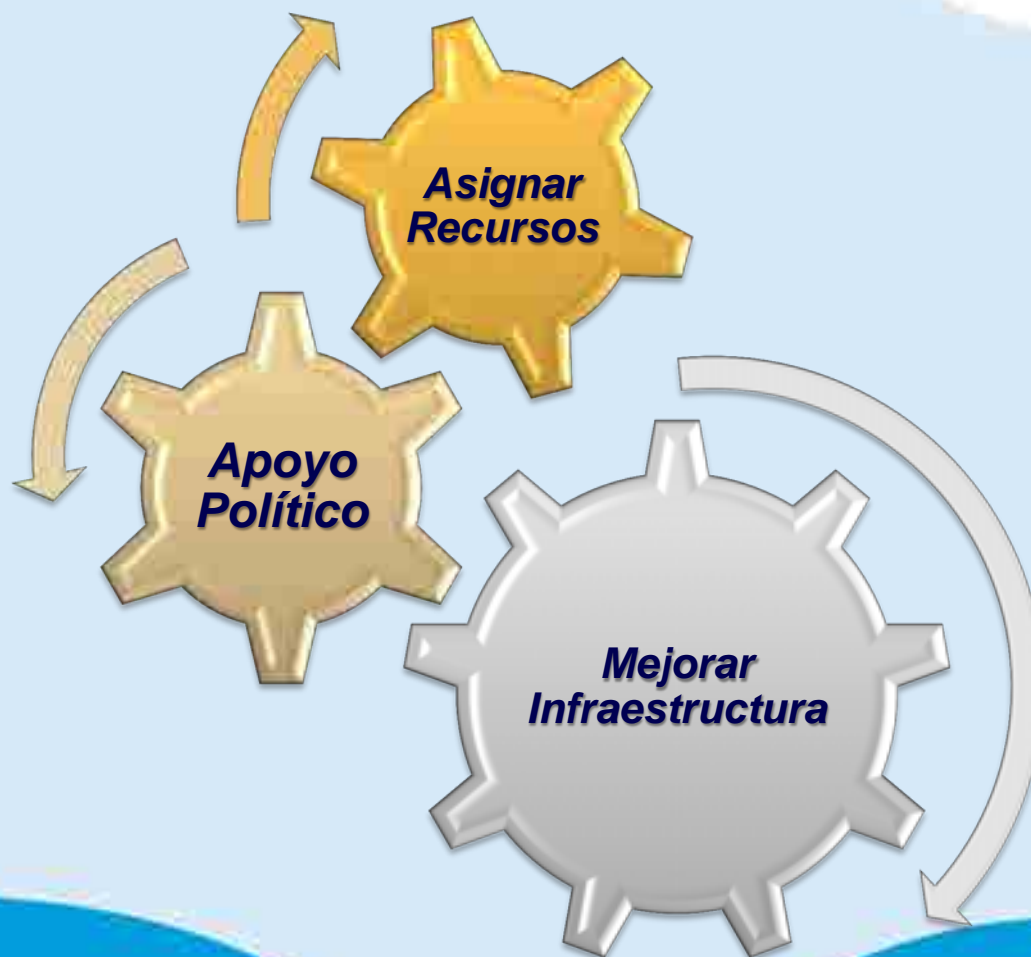 Asignar
Recursos
Apoyo
Político
Mejorar
Infraestructura